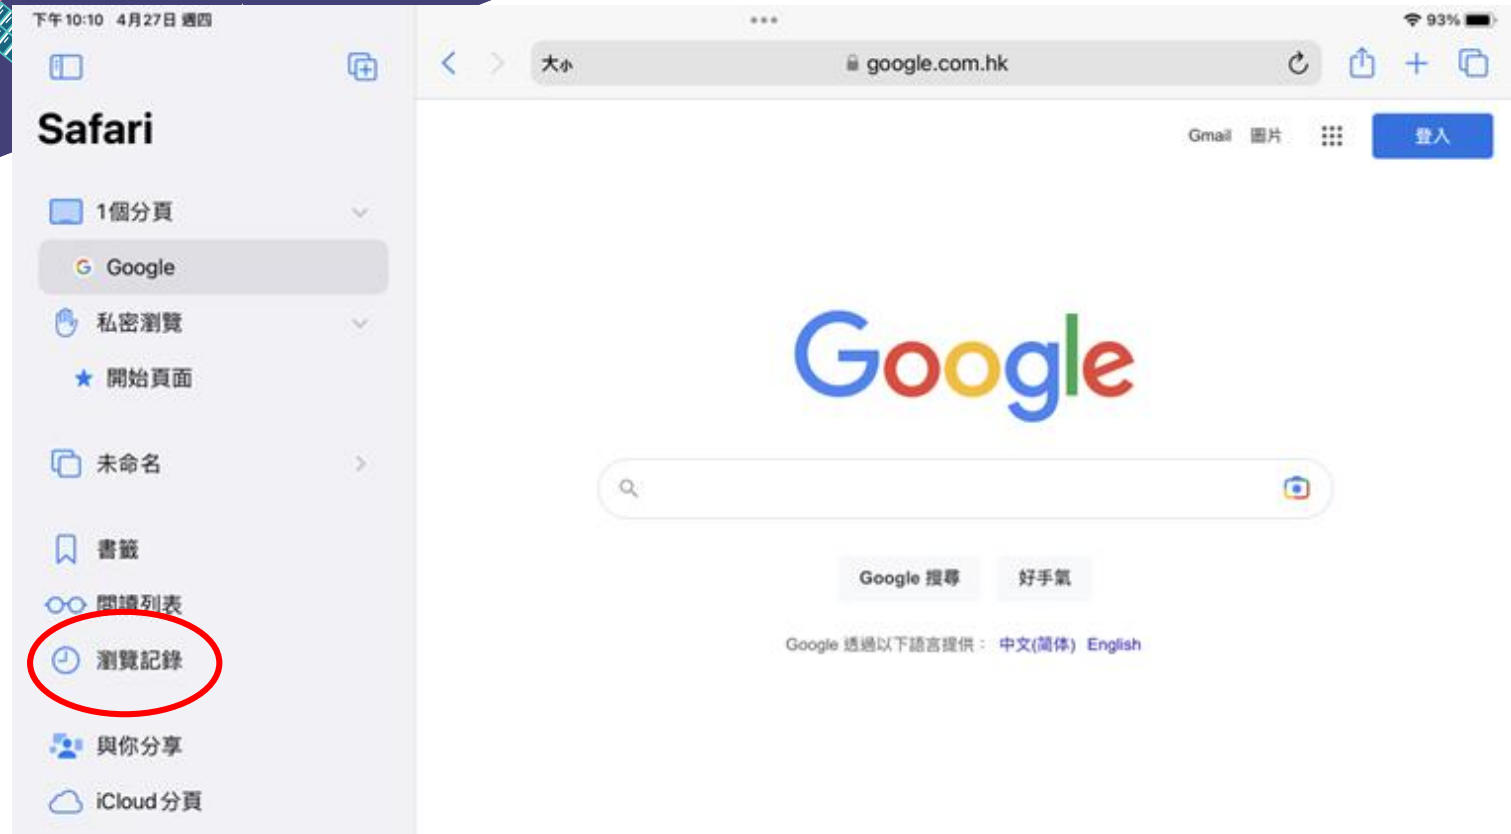 下午10:10 4月27日 週四
93%
大小
google.com.hk
Safari
Gmail 圖片
登入
1個分頁
Google
私密瀏覽
開始頁面
未命名
書籤
閱讀列表
瀏覽記錄
與你分享
iCloud 分頁
Google
Google 搜尋 好手氣
Google 透過以下語言提供： 中文(简体) English